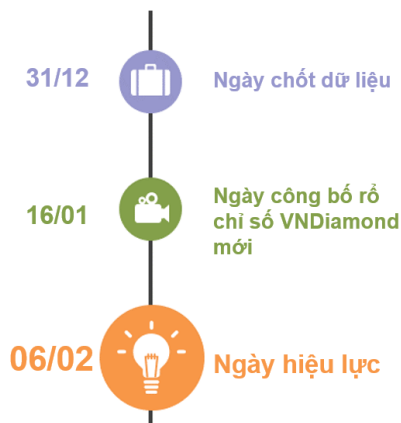 31/12
Ngày chốt dữ liệu
16/01
Ngày công bố rổ
chỉ số VNDiamond
mới
06/02
Ngày hiệu lực